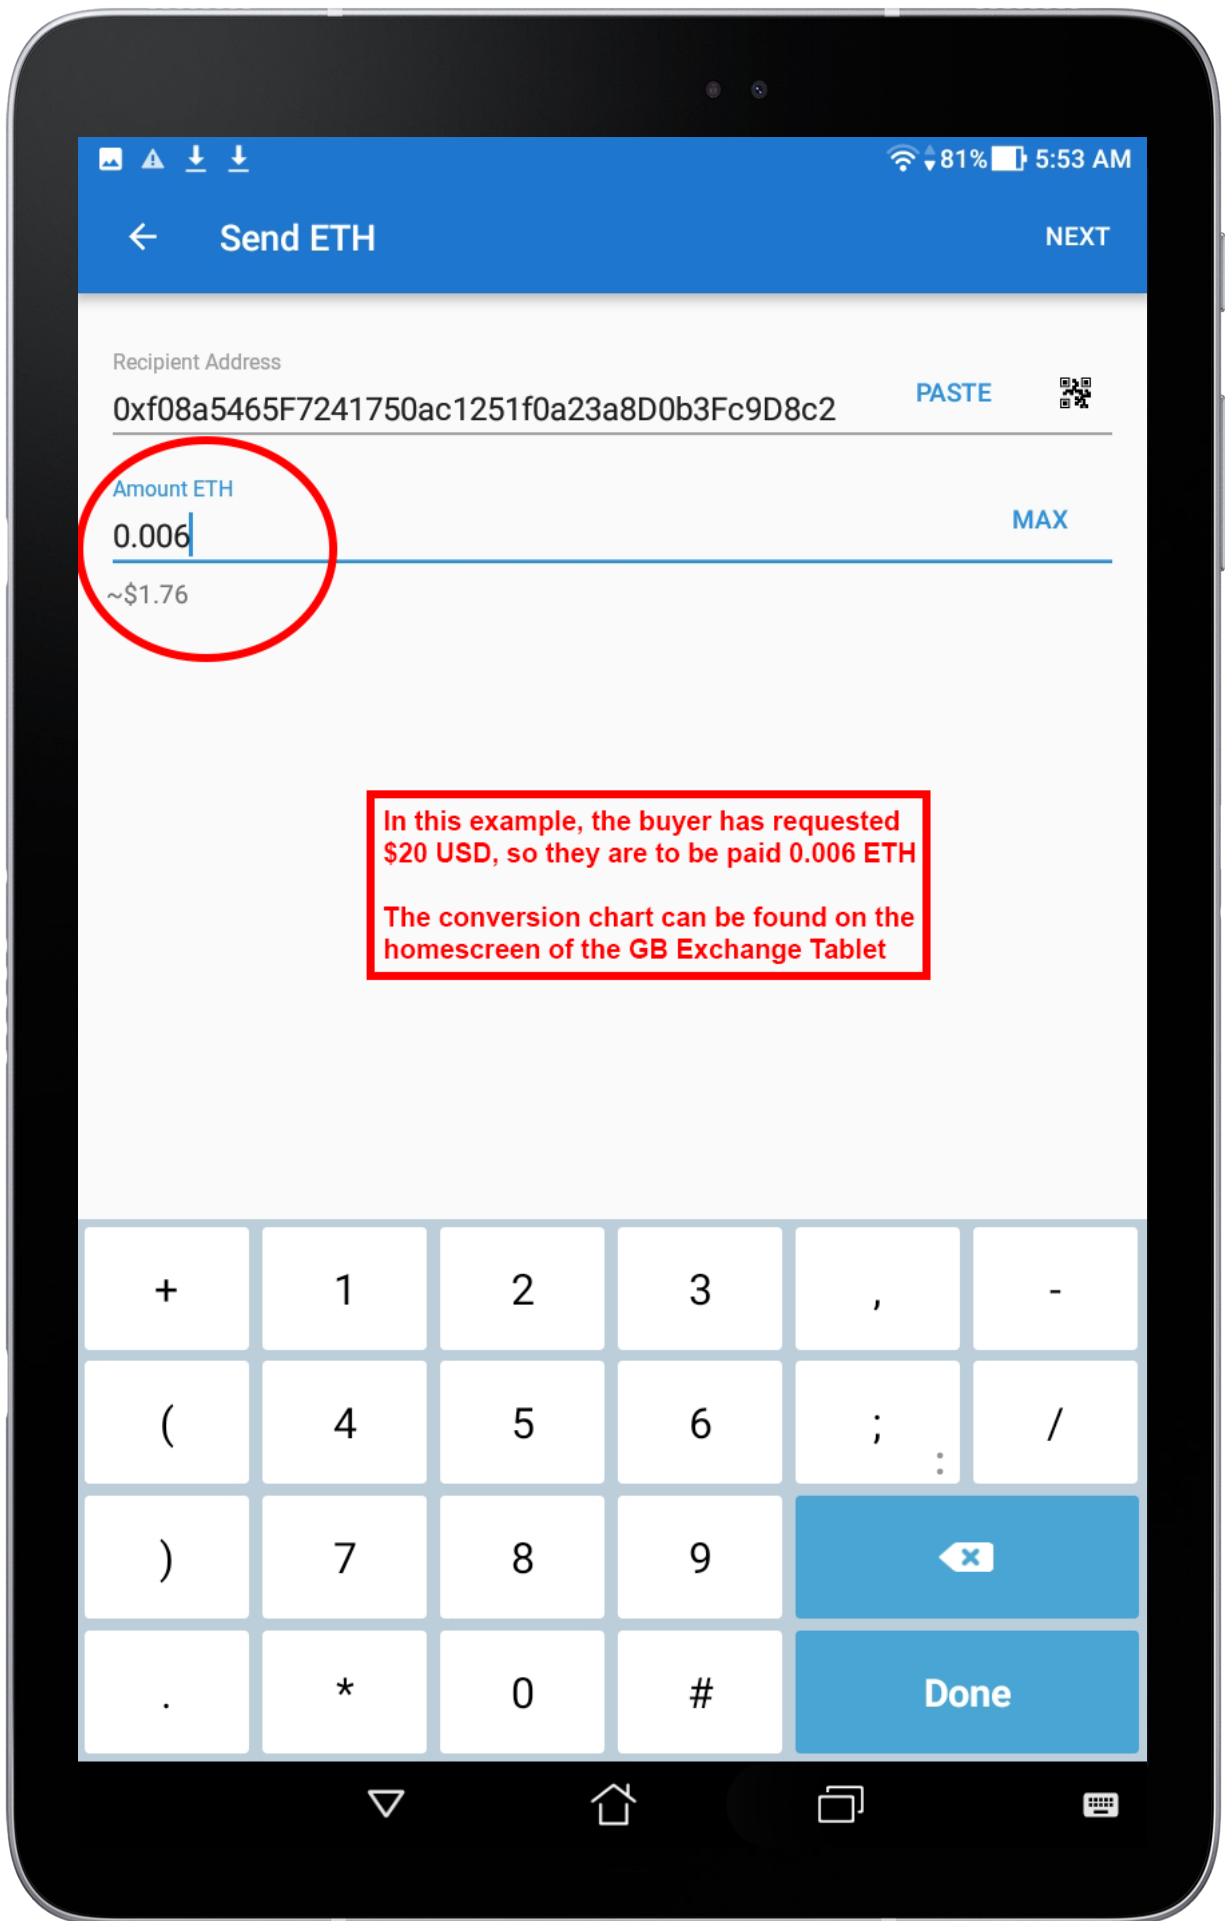 81% 5:53 AM
Send ETH NEXT
Recipient Address
0xf08a5465F7241750ac1251f0a23a8D0b3Fc9D8c2 PASTE
Amount ETH
0.006 MAX
~$1.76
In this example, the buyer has requested
$20 USD, so they are to be paid 0.006 ETH
The conversion chart can be found on the
homescreen of the GB Exchange Tablet
+ 1 2 3 , -
( 4 5 6 ; : /
) 7 8 9
. * 0 # Done